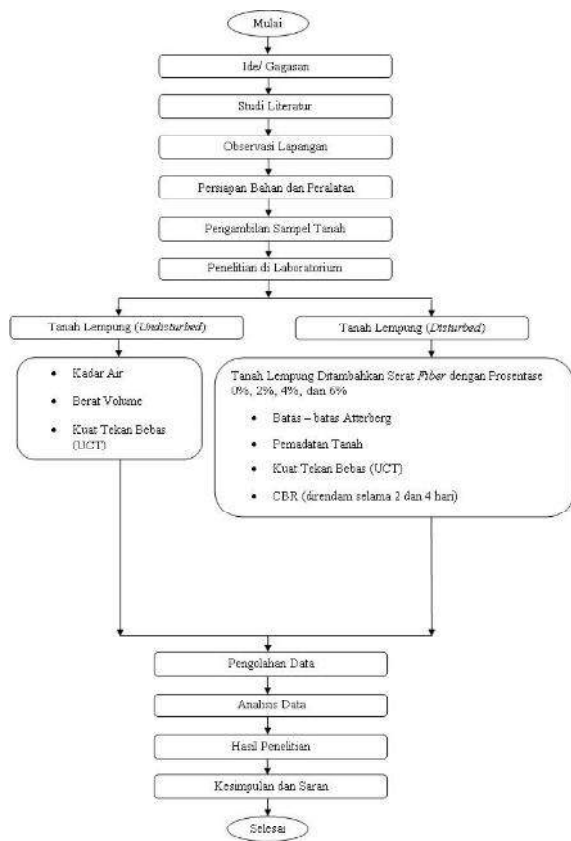 Mulai
Ide/ Gagasan
Studi Literatur
Observasi Lapangan
Persiapan Bahan dan Peralatan
Pengambilan Sampel Tanah
Penelitian di Laboratorium
Tanah Lempung (Undisturbed)
Tanah Lempung (Disturbed)
• Kadar Air
• Berat Volume
• Kuat Tekan Bebas
(UCT)
Tanah Lempung Ditambahkan Serat Fiber dengan Prosentase
0%, 2%, 4%, dan 6%
• Batas – batas Atterberg
• Pemadatan Tanah
• Kuat Tekan Bebas (UCT)
• CBR (direndam selama 2 dan 4 hari)
Pengolahan Data
Analisis Data
Hasil Penelitian
Kesimpulan dan Saran
Selesai